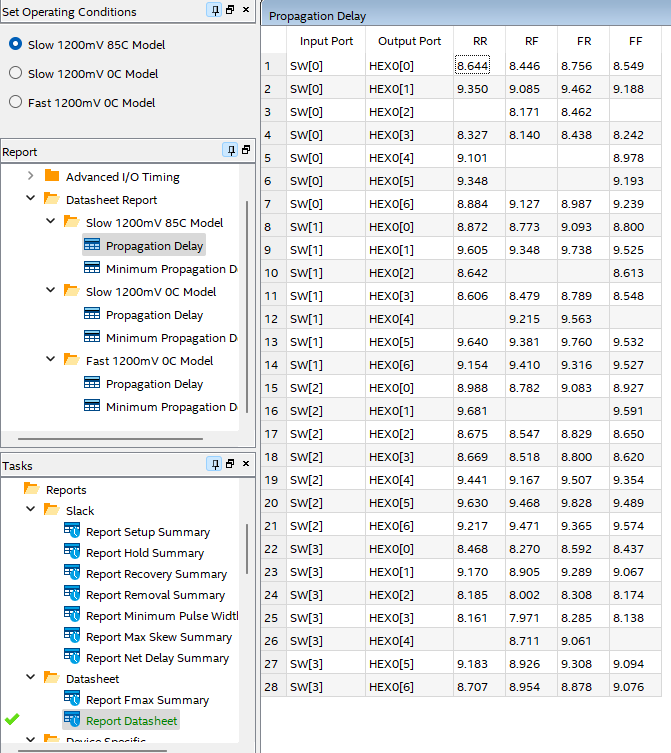 Set Operating Conditions
Slow 1200mV 85C Model
Slow 1200mV 0C Model
Fast 1200mV 0C Model
Report
Advanced I/O Timing
Datasheet Report
Slow 1200mV 85C Model
Propagation Delay
Minimum Propagation D
Slow 1200mV 0C Model
Propagation Delay
Minimum Propagation D
Fast 1200mV 0C Model
Propagation Delay
Minimum Propagation D
Tasks
Reports
Slack
Report Setup Summary
Report Hold Summary
Report Recovery Summary
Report Removal Summary
Report Minimum Pulse Width
Report Max Skew Summary
Report Net Delay Summary
Datasheet
Report Fmax Summary
Report Datasheet
Device Specific
Propagation Delay
Input Port Output Port RR RF FR FF
1 SW[0] HEX0[0] 8.644 8.446 8.756 8.549
2 SW[0] HEX0[1] 9.350 9.085 9.462 9.188
3 SW[0] HEX0[2] 8.171 8.462
4 SW[0] HEX0[3] 8.327 8.140 8.438 8.242
5 SW[0] HEX0[4] 9.101 8.978
6 SW[0] HEX0[5] 9.348 9.193
7 SW[0] HEX0[6] 8.884 9.127 8.987 9.239
8 SW[1] HEX0[0] 8.872 8.773 9.093 8.800
9 SW[1] HEX0[1] 9.605 9.348 9.738 9.525
10 SW[1] HEX0[2] 8.642 8.613
11 SW[1] HEX0[3] 8.606 8.479 8.789 8.548
12 SW[1] HEX0[4] 9.215 9.563
13 SW[1] HEX0[5] 9.640 9.381 9.760 9.532
14 SW[1] HEX0[6] 9.154 9.410 9.316 9.527
15 SW[2] HEX0[0] 8.988 8.782 9.083 8.927
16 SW[2] HEX0[1] 9.681 9.591
17 SW[2] HEX0[2] 8.675 8.547 8.829 8.650
18 SW[2] HEX0[3] 8.669 8.518 8.800 8.620
19 SW[2] HEX0[4] 9.441 9.167 9.507 9.354
20 SW[2] HEX0[5] 9.630 9.468 9.828 9.489
21 SW[2] HEX0[6] 9.217 9.471 9.365 9.574
22 SW[3] HEX0[0] 8.468 8.270 8.592 8.437
23 SW[3] HEX0[1] 9.170 8.905 9.289 9.067
24 SW[3] HEX0[2] 8.185 8.002 8.308 8.174
25 SW[3] HEX0[3] 8.161 7.971 8.285 8.138
26 SW[3] HEX0[4] 8.711 9.061
27 SW[3] HEX0[5] 9.183 8.926 9.308 9.094
28 SW[3] HEX0[6] 8.707 8.954 8.878 9.076